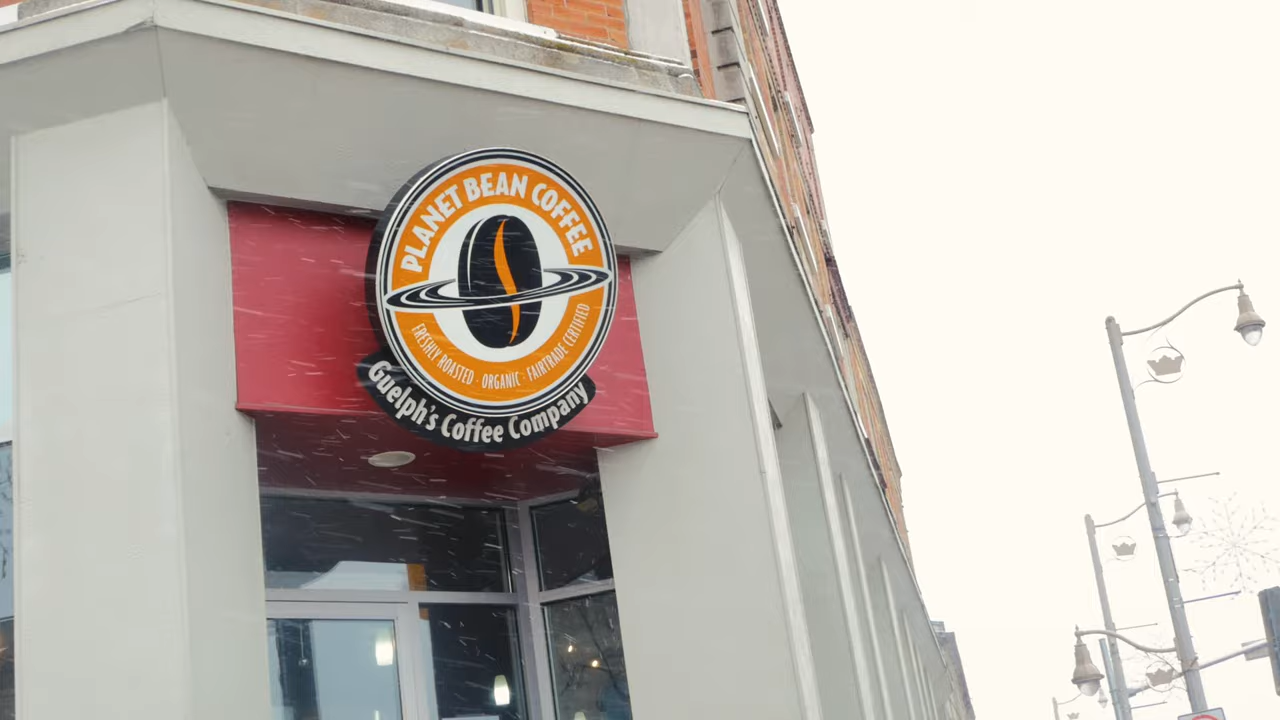 PLANET BEAN COFFEE
FRESHLY ROASTED · ORGANIC · FAIRTRADE CERTIFIED
Guelph's Coffee Company